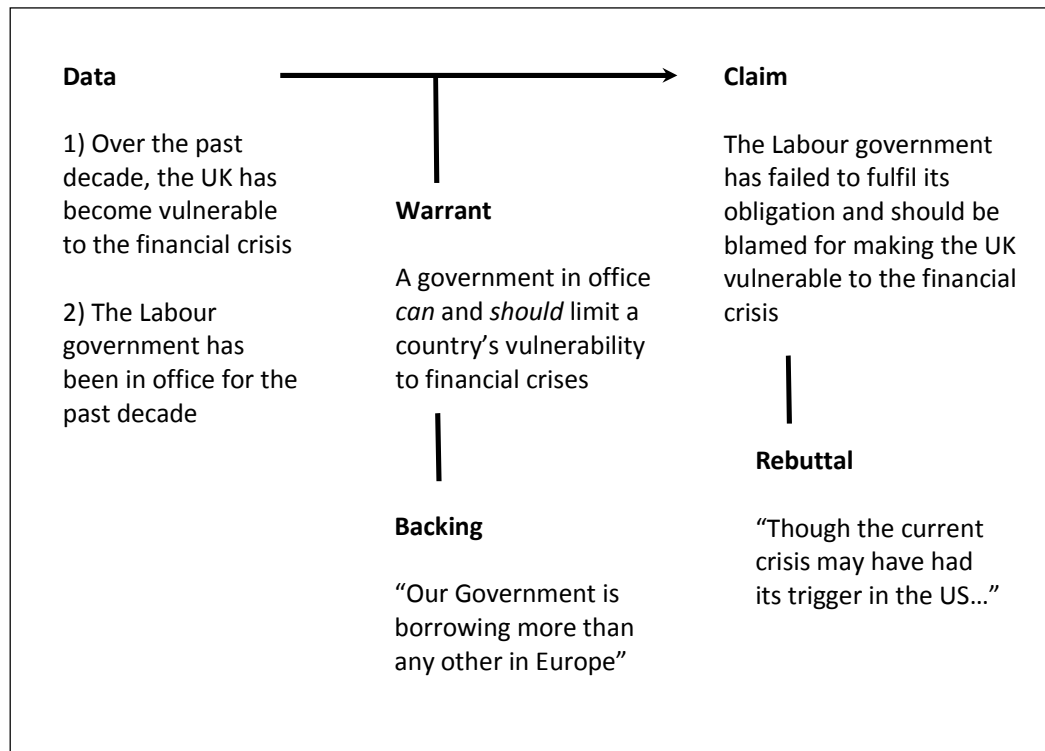 Data
1) Over the past
decade, the UK has
become vulnerable
to the financial crisis
2) The Labour
government has
been in office for the
past decade
Warrant
A government in office
can and should limit a
country’s vulnerability
to financial crises
Backing
“Our Government is
borrowing more than
any other in Europe”
Claim
The Labour government
has failed to fulfil its
obligation and should be
blamed for making the UK
vulnerable to the financial
crisis
Rebuttal
“Though the current
crisis may have had
its trigger in the US…”